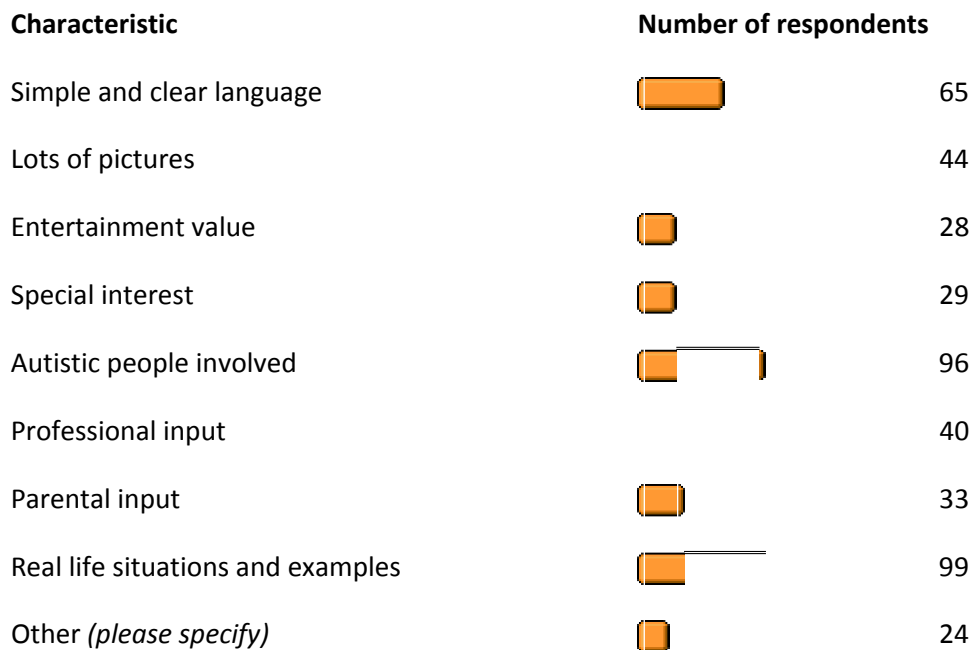 Characteristic Number of respondents
Simple and clear language 65
Lots of pictures 44
Entertainment value 28
Special interest 29
Autistic people involved 96
Professional input 40
Parental input 33
Real life situations and examples 99
Other (please specify) 24